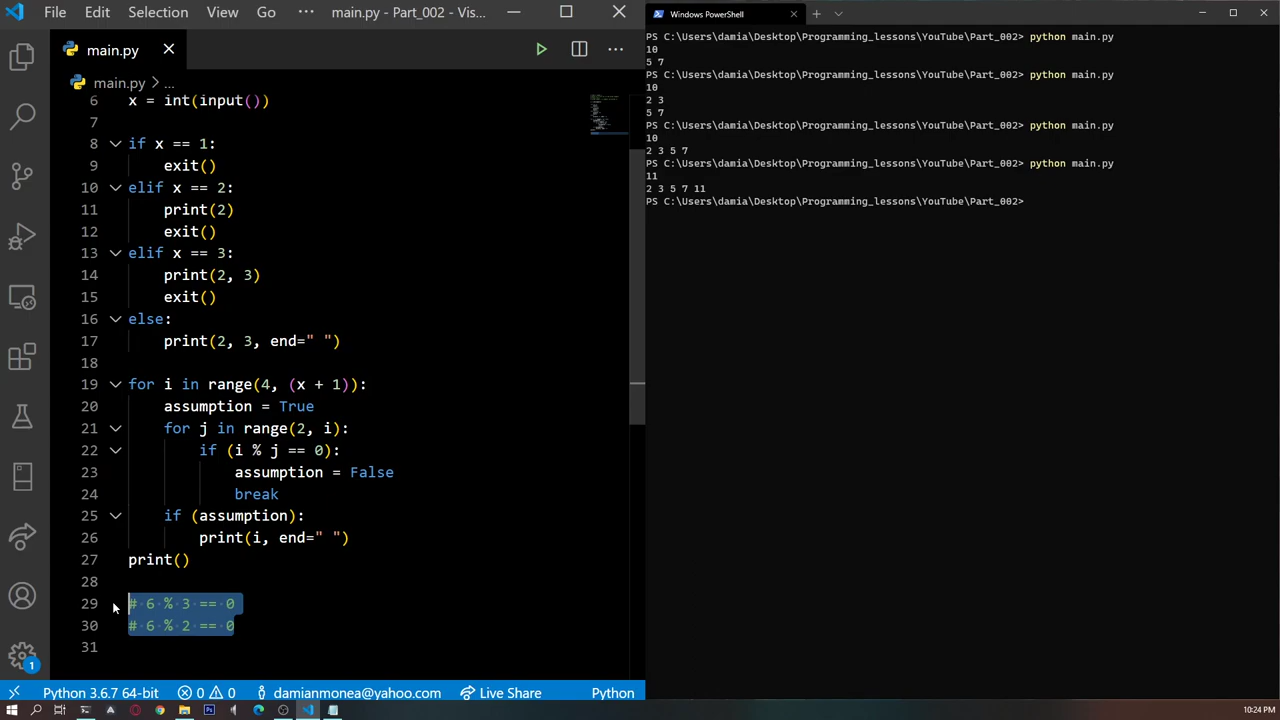 File Edit Selection View Go ··· main.py - Part_002 - Vis...
main.py
main.py > ...
6 x = int(input())
7
8 if x == 1:
9 exit()
10 elif x == 2:
11 print(2)
12 exit()
13 elif x == 3:
14 print(2, 3)
15 exit()
16 else:
17 print(2, 3, end=" ")
18
19 for i in range(4, (x + 1)):
20 assumption = True
21 for j in range(2, i):
22 if (i % j == 0):
23 assumption = False
24 break
25 if (assumption):
26 print(i, end=" ")
27 print()
28
29 # 6 % 3 == 0
30 # 6 % 2 == 0
31
1
Python 3.6.7 64-bit 0 0 damianmonea@yahoo.com Live Share Python
Windows PowerShell
PS C:\Users\damia\Desktop\Programming_lessons\YouTube\Part_002> python main.py
10
5 7
PS C:\Users\damia\Desktop\Programming_lessons\YouTube\Part_002> python main.py
10
2 3
5 7
PS C:\Users\damia\Desktop\Programming_lessons\YouTube\Part_002> python main.py
10
2 3 5 7
PS C:\Users\damia\Desktop\Programming_lessons\YouTube\Part_002> python main.py
11
2 3 5 7 11
PS C:\Users\damia\Desktop\Programming_lessons\YouTube\Part_002>
10:24 PM